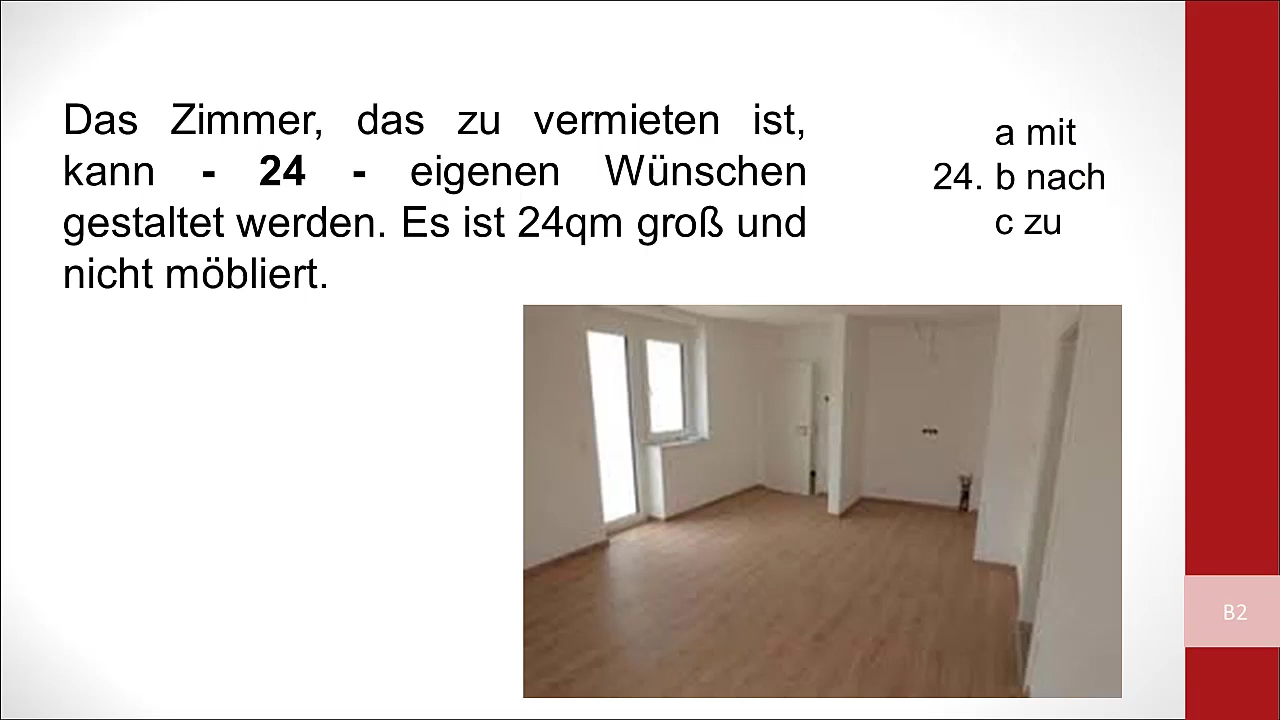 Das Zimmer, das zu vermieten ist,
kann - 24 - eigenen Wünschen
gestaltet werden. Es ist 24qm groß und
nicht möbliert.
a mit
24. b nach
c zu
B2